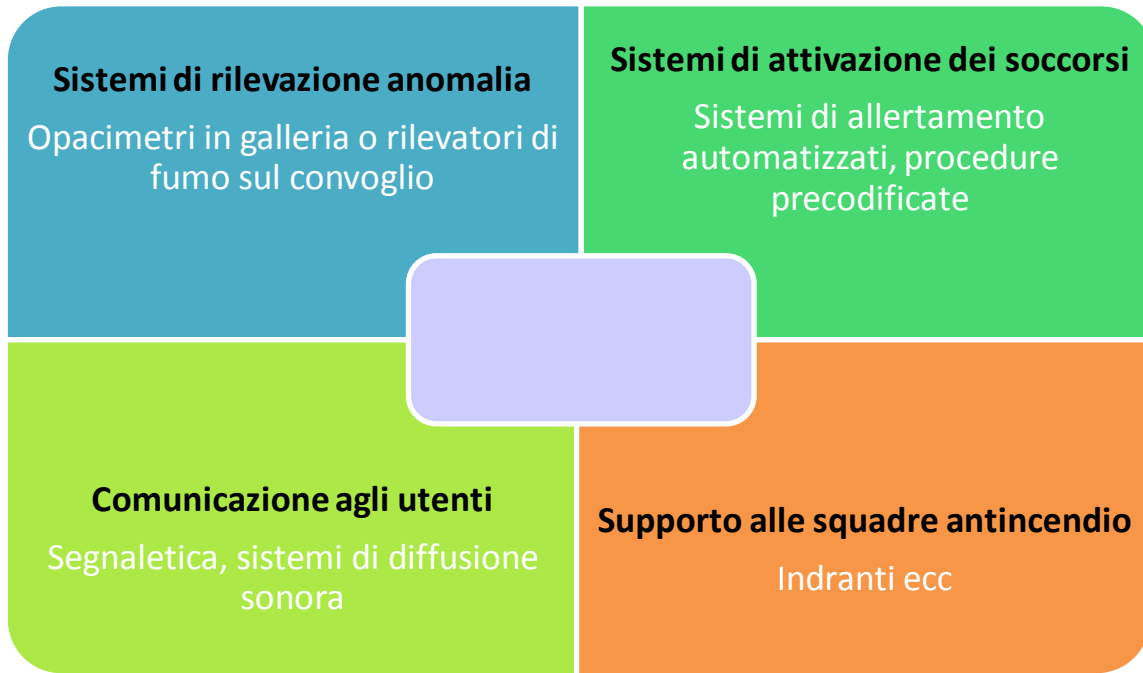 Sistemi di rilevazione anomalia
Opacimetri in galleria o rilevatori di
fumo sul convoglio
Sistemi di attivazione dei soccorsi
Sistemi di allertamento
automatizzati, procedure
precodificate
Comunicazione agli utenti
Segnaletica, sistemi di diffusione
sonora
Supporto alle squadre antincendio
Indranti ecc